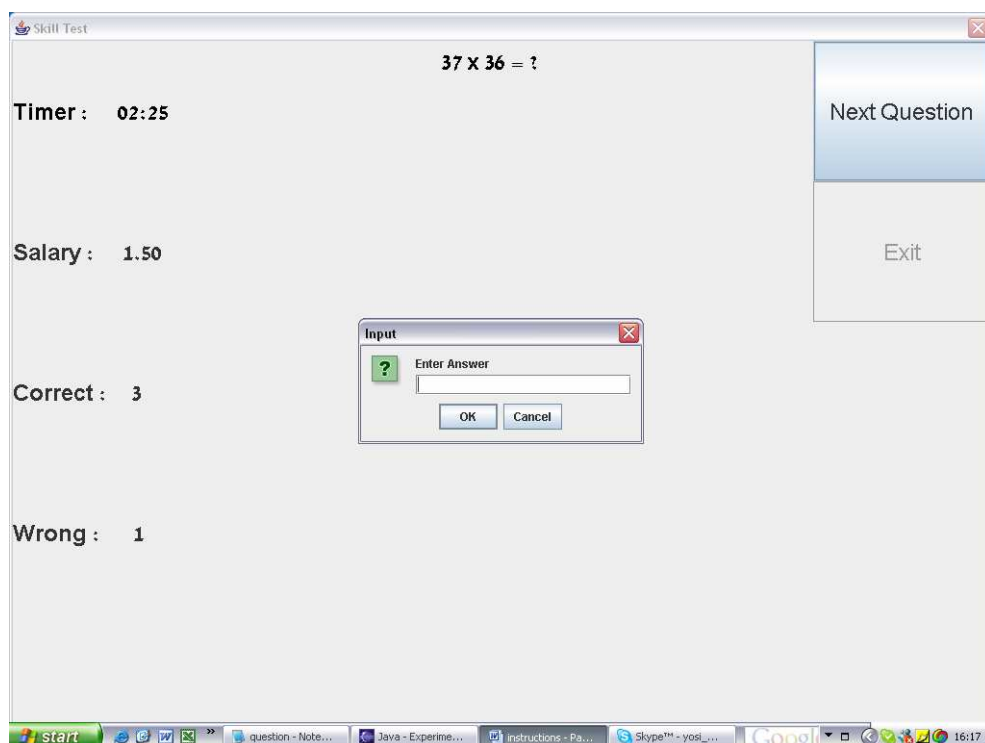 Skill Test
37 X 36 = ?
Timer : 02:25
Next Question
Salary : 1.50
Exit
Input
? Enter Answer
OK Cancel
Correct : 3
Wrong : 1
start W » question - Note... Java - Experime... instructions - Pa... Skype™ - yosi_... Googl 16:17